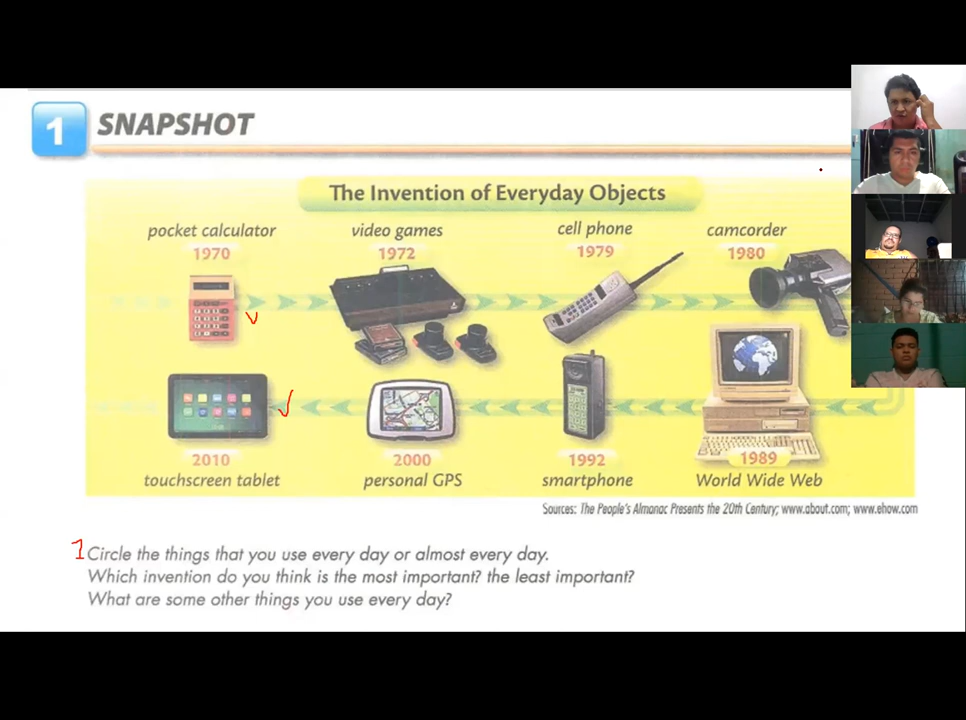 1 SNAPSHOT
The Invention of Everyday Objects
pocket calculator video games cell phone camcorder
1970 1972 1979 1980
2010 2000 1992 1989
touchscreen tablet personal GPS smartphone World Wide Web
Sources: The People's Almanac Presents the 20th Century; www.about.com; www.ehow.com
1 Circle the things that you use every day or almost every day.
Which invention do you think is the most important? the least important?
What are some other things you use every day?